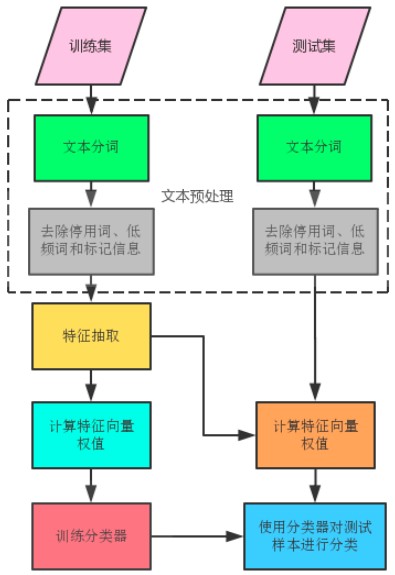 训练集
测试集
文本分词
文本分词
文本预处理
去除停用词、低
频词和标记信息
去除停用词、低
频词和标记信息
特征抽取
计算特征向量
权值
计算特征向量
权值
训练分类器
使用分类器对测试
样本进行分类